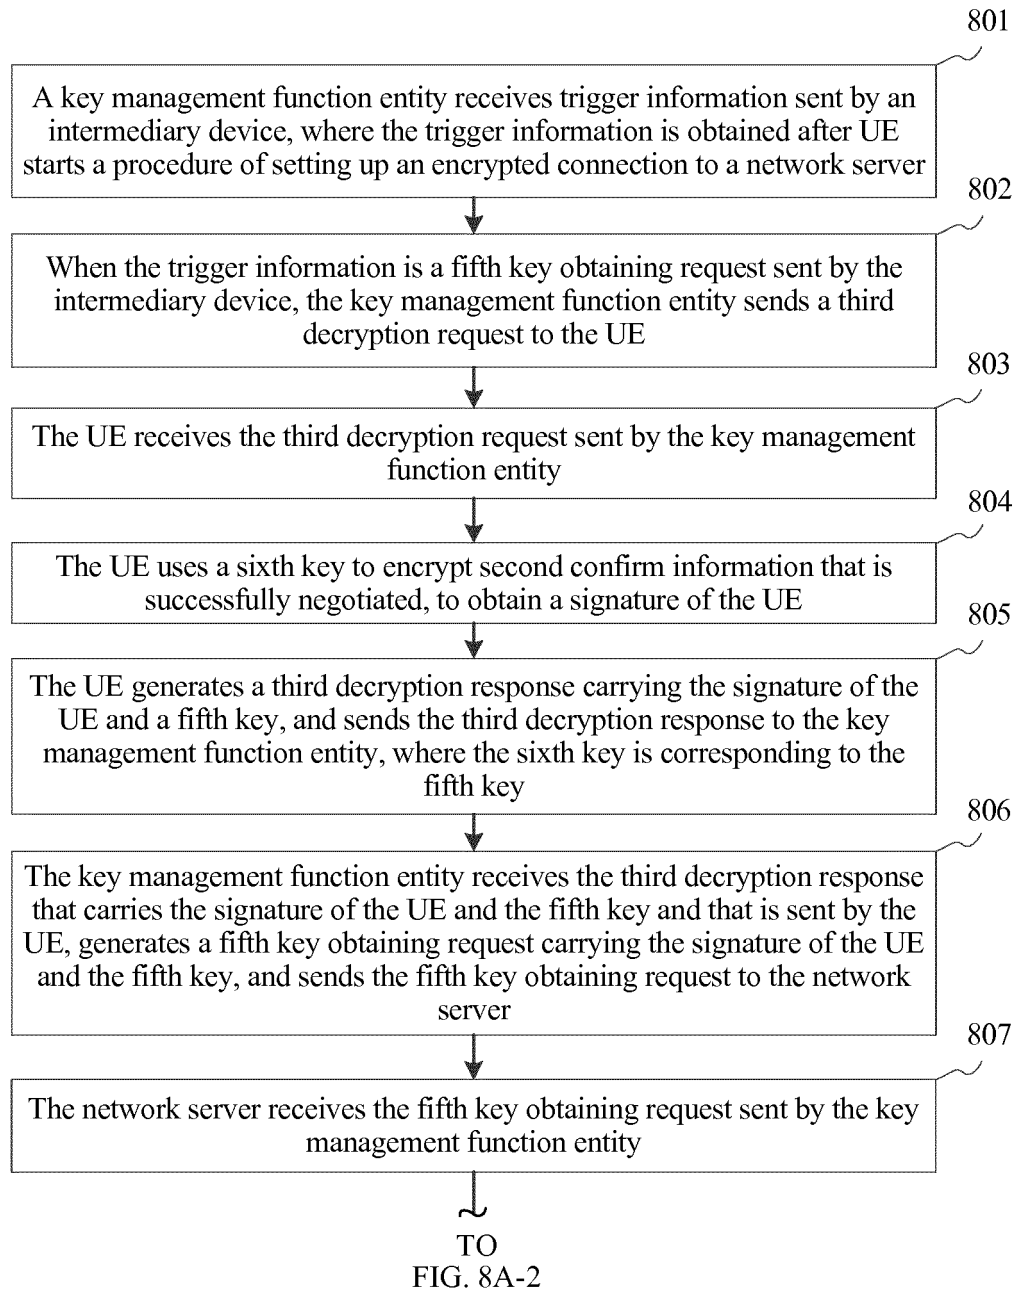 801
A key management function entity receives trigger information sent by an
intermediary device, where the trigger information is obtained after UE
starts a procedure of setting up an encrypted connection to a network server
802
When the trigger information is a fifth key obtaining request sent by the
intermediary device, the key management function entity sends a third
decryption request to the UE
803
The UE receives the third decryption request sent by the key management
function entity
804
The UE uses a sixth key to encrypt second confirm information that is
successfully negotiated, to obtain a signature of the UE
805
The UE generates a third decryption response carrying the signature of the
UE and a fifth key, and sends the third decryption response to the key
management function entity, where the sixth key is corresponding to the
fifth key
806
The key management function entity receives the third decryption response
that carries the signature of the UE and the fifth key and that is sent by the
UE, generates a fifth key obtaining request carrying the signature of the UE
and the fifth key, and sends the fifth key obtaining request to the network
server
807
The network server receives the fifth key obtaining request sent by the key
management function entity
TO
FIG. 8A-2